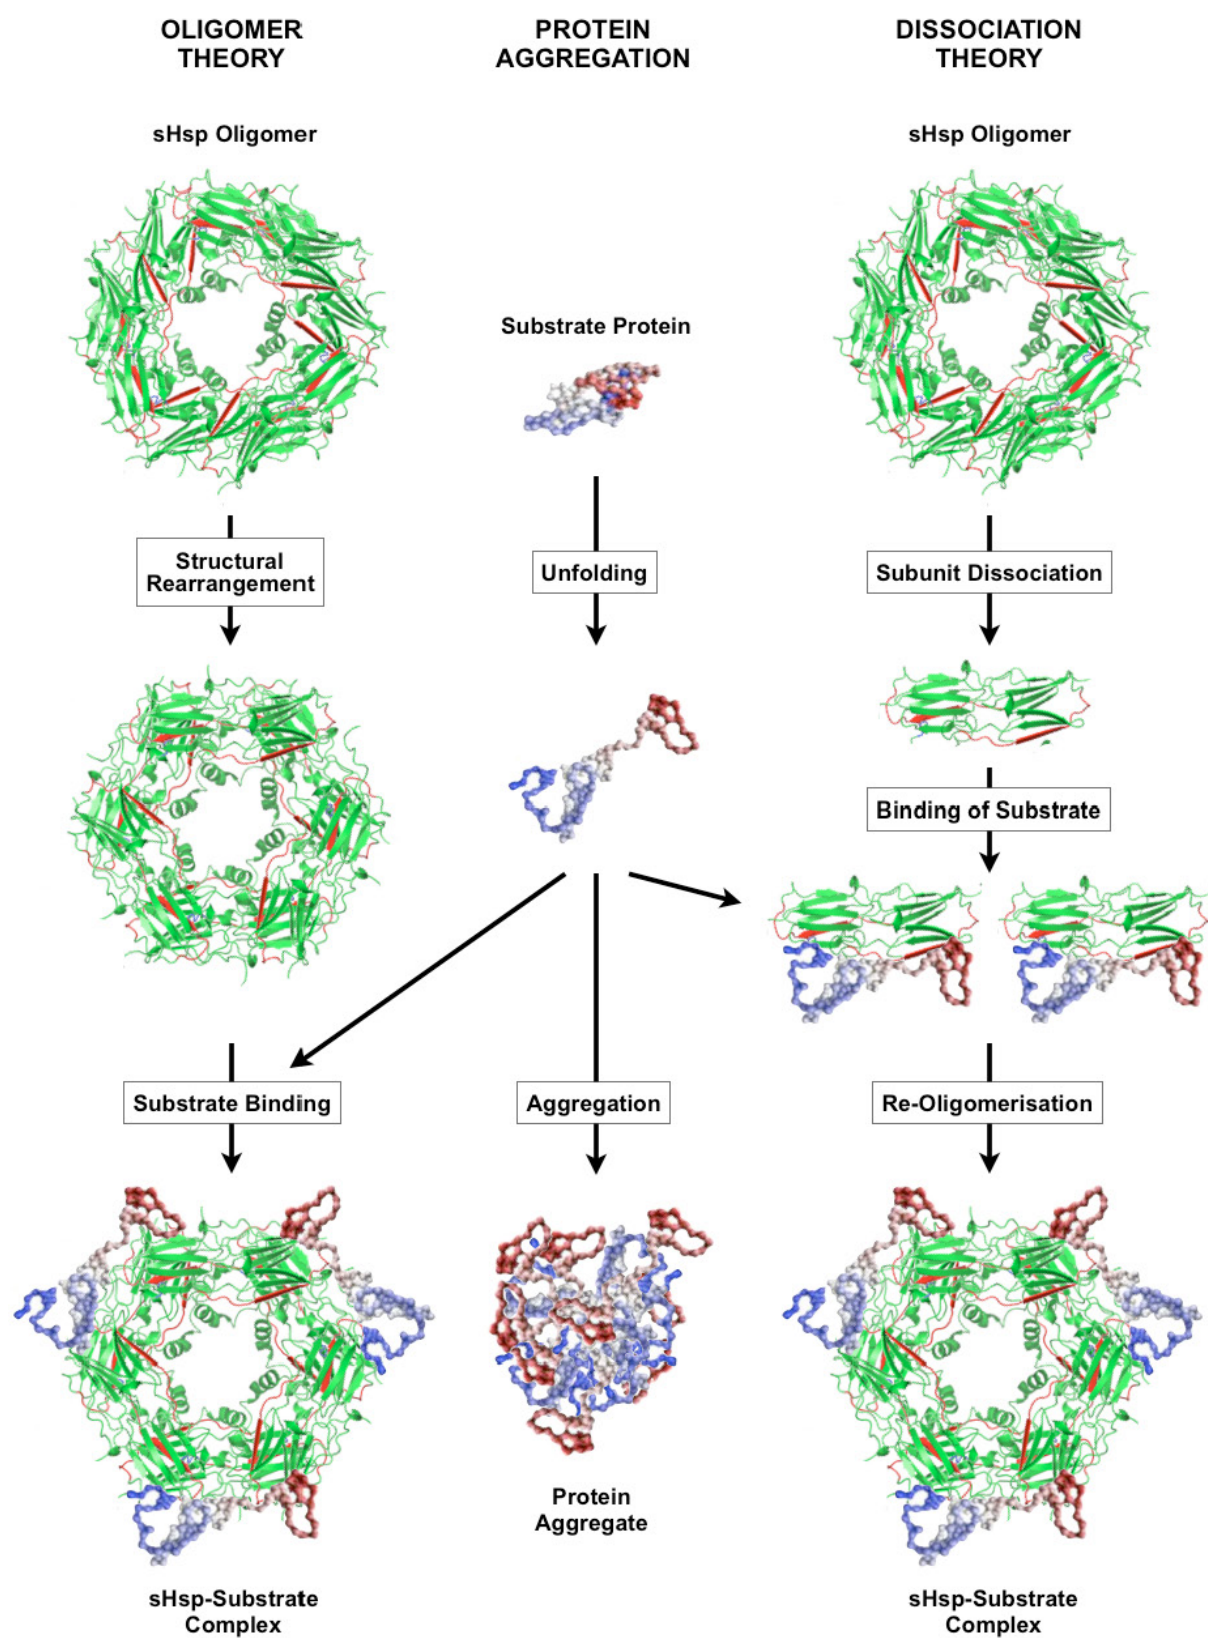 OLIGOMER
THEORY
PROTEIN
AGGREGATION
DISSOCIATION
THEORY
sHsp Oligomer
sHsp Oligomer
Substrate Protein
Structural
Rearrangement
Unfolding
Subunit Dissociation
Binding of Substrate
Substrate Binding
Aggregation
Re-Oligomerisation
Protein
Aggregate
sHsp-Substrate
Complex
sHsp-Substrate
Complex